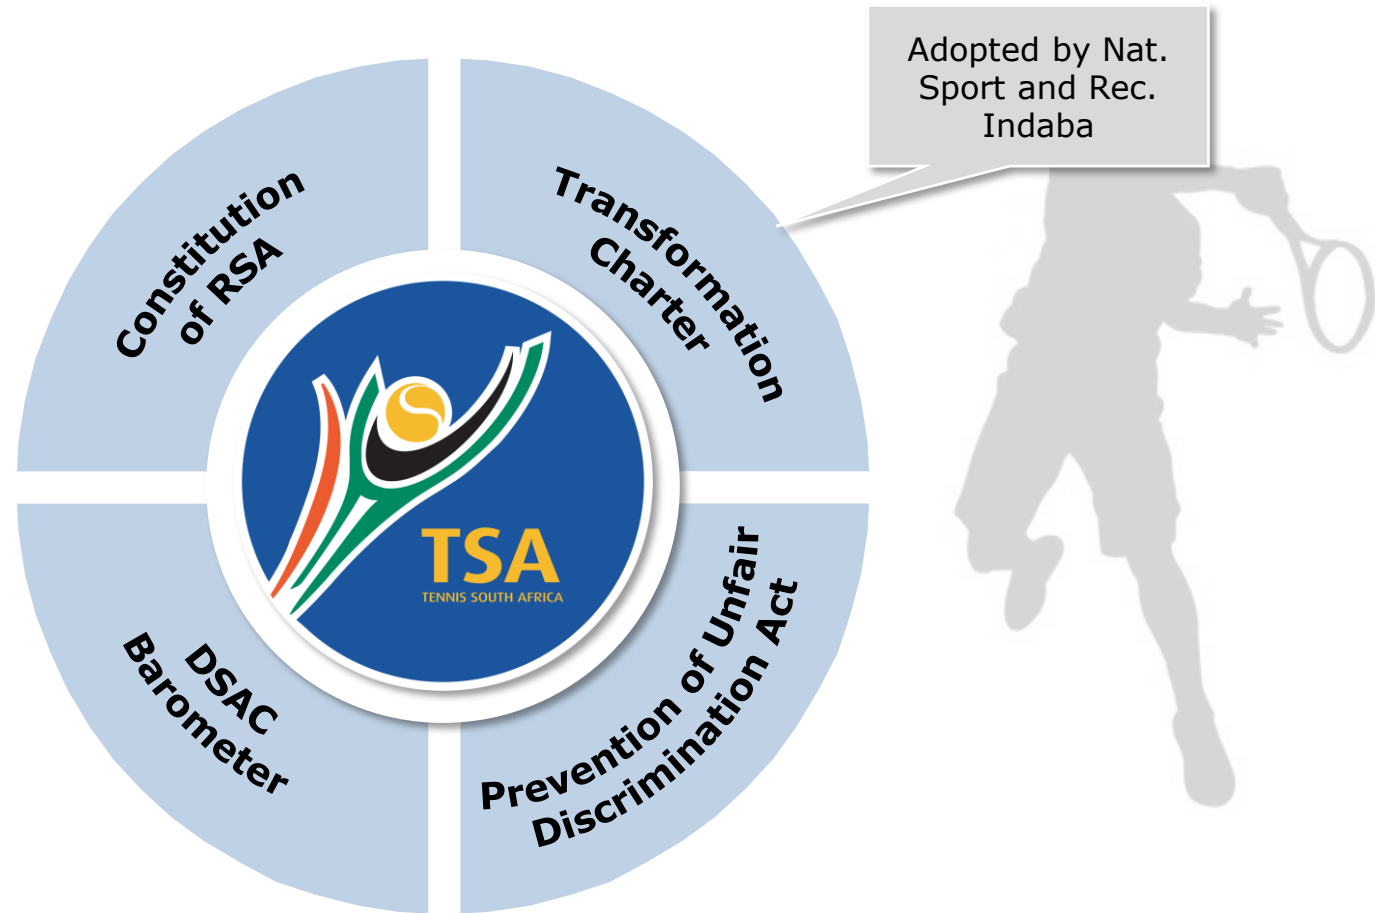 Adopted by Nat.
Sport and Rec.
Indaba
Constitution
of RSA
Transformation
Charter
TSA
TENNIS SOUTH AFRICA
DSAC
Barometer
Prevention of Unfair
Discrimination Act